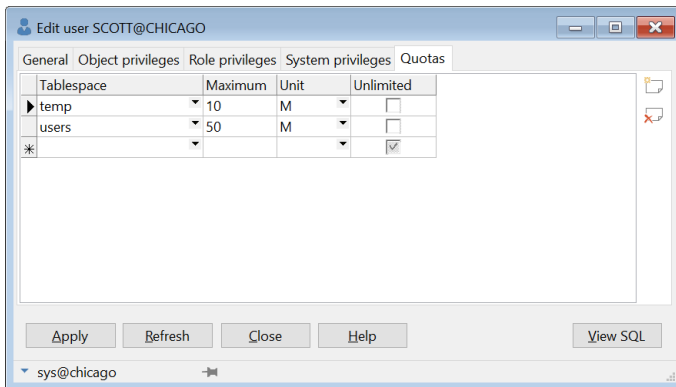 Edit user SCOTT@CHICAGO
General Object privileges Role privileges System privileges Quotas
Tablespace Maximum Unit Unlimited
temp 10 M
users 50 M
Apply Refresh Close Help View SQL
sys@chicago